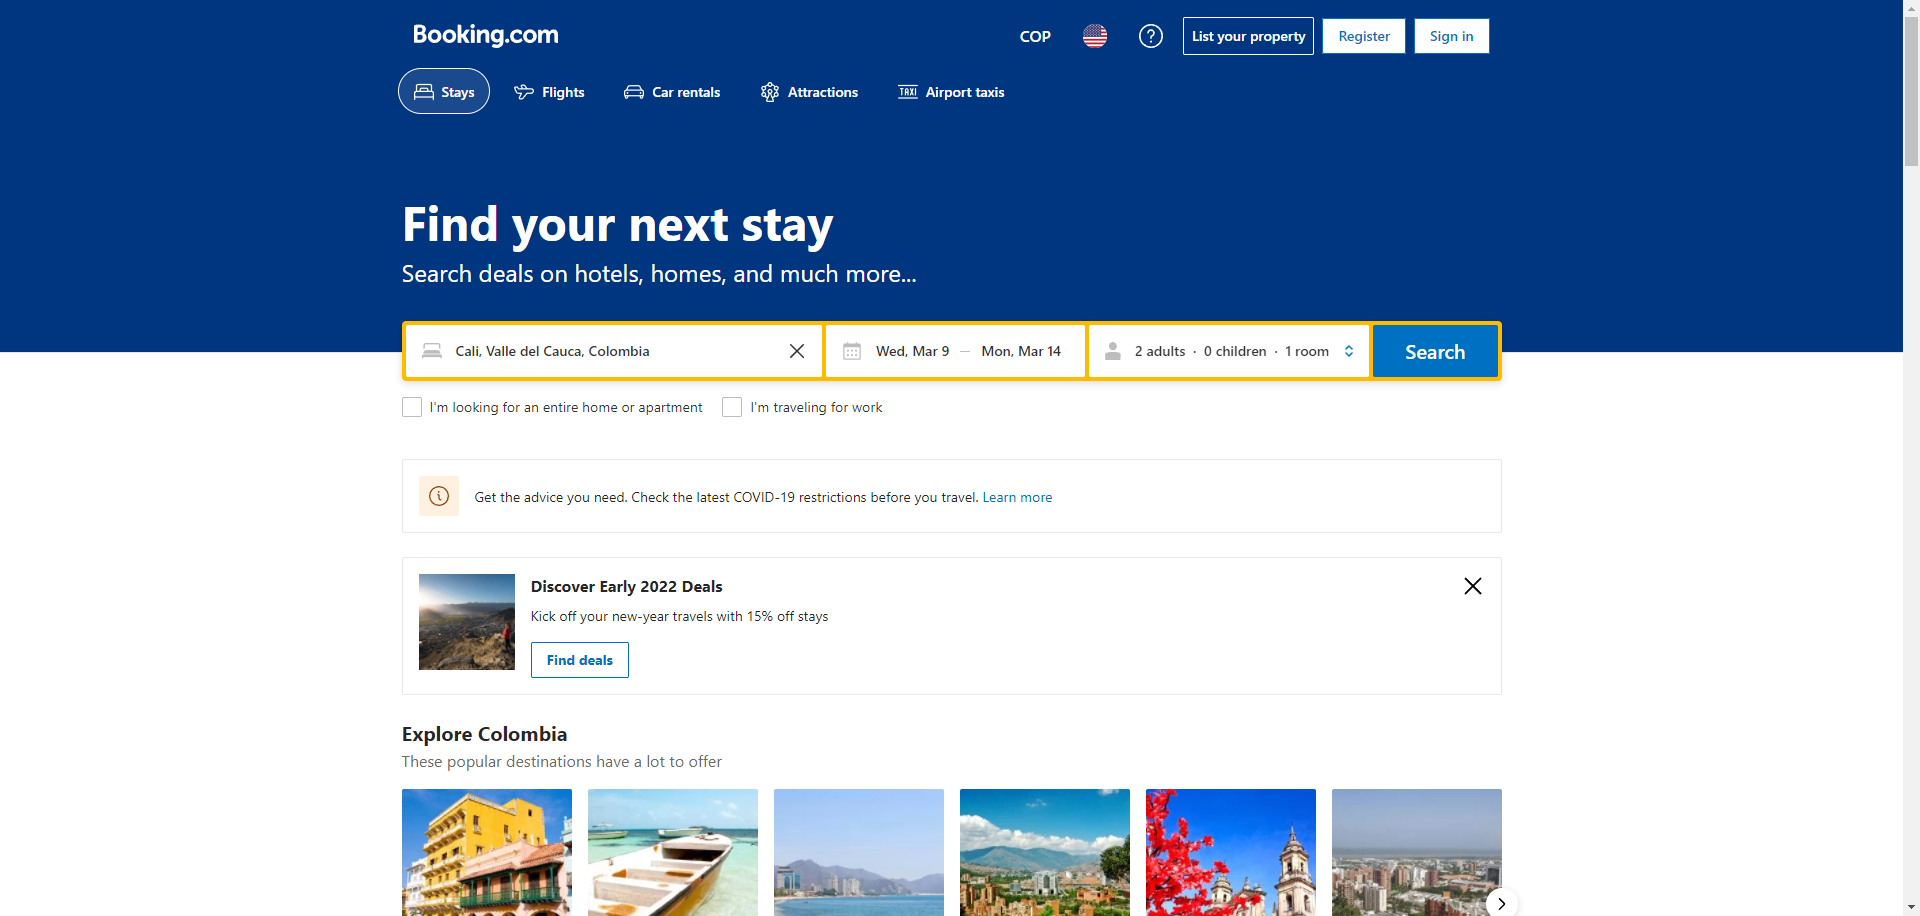 Booking.com
COP
List your property
Register
Sign in
Stays
Flights
Car rentals
Attractions
TAXI
Airport taxis
Find your next stay
Search deals on hotels, homes, and much more...
Cali, Valle del Cauca, Colombia
Wed, Mar 9 — Mon, Mar 14
2 adults · 0 children · 1 room
Search
I'm looking for an entire home or apartment
I'm traveling for work
Get the advice you need. Check the latest COVID-19 restrictions before you travel. Learn more
Discover Early 2022 Deals
Kick off your new-year travels with 15% off stays
Find deals
Explore Colombia
These popular destinations have a lot to offer